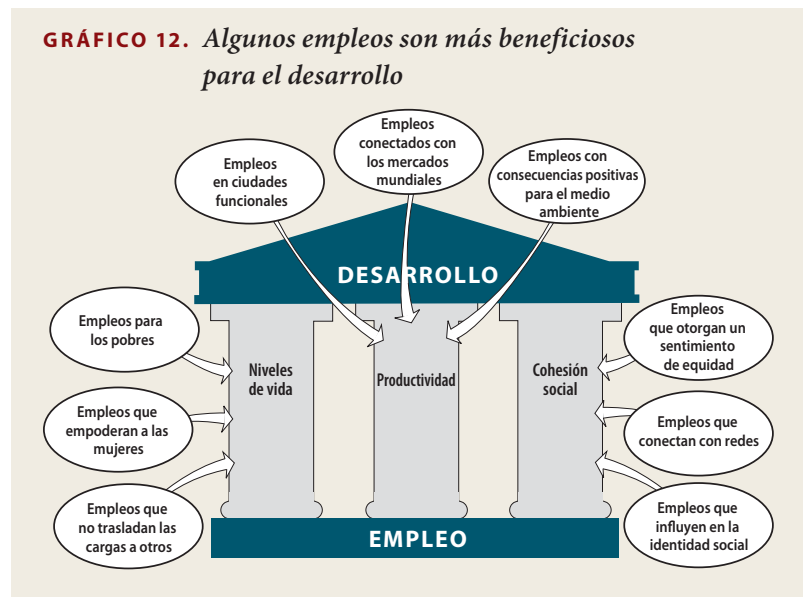 GRÁFICO 12. Algunos empleos son más beneficiosos
para el desarrollo
Empleos
en ciudades
funcionales
Empleos
conectados con
los mercados
mundiales
Empleos con
consecuencias positivas
para el medio
ambiente
DESARROLLO
Empleos para
los pobres
Empleos que
empoderan a las
mujeres
Empleos que
no trasladan las
cargas a otros
Niveles
de vida
Productividad
Cohesión
social
Empleos
que otorgan un
sentimiento
de equidad
Empleos que
conectan con redes
Empleos que
influyen en la
identidad social
EMPLEO